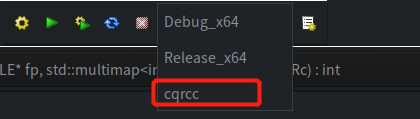 Debug_x64
Release_x64
LE* fp, std::multimap<in
Rc) : int
cqrcc